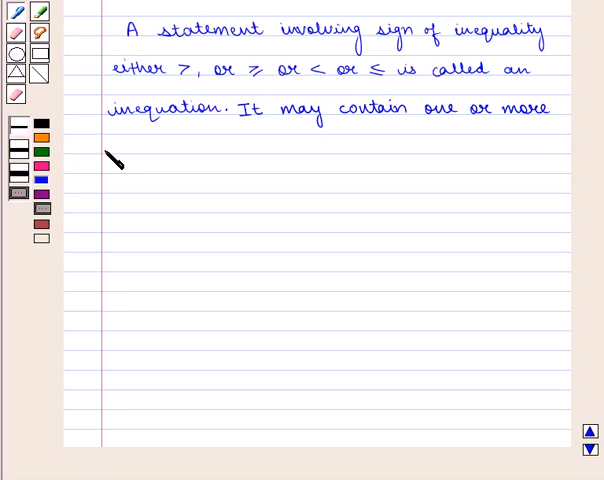 A statement involving sign of inequality
either >, or ⩾ or < or ≤ is called an
inequation. It may contain one or more